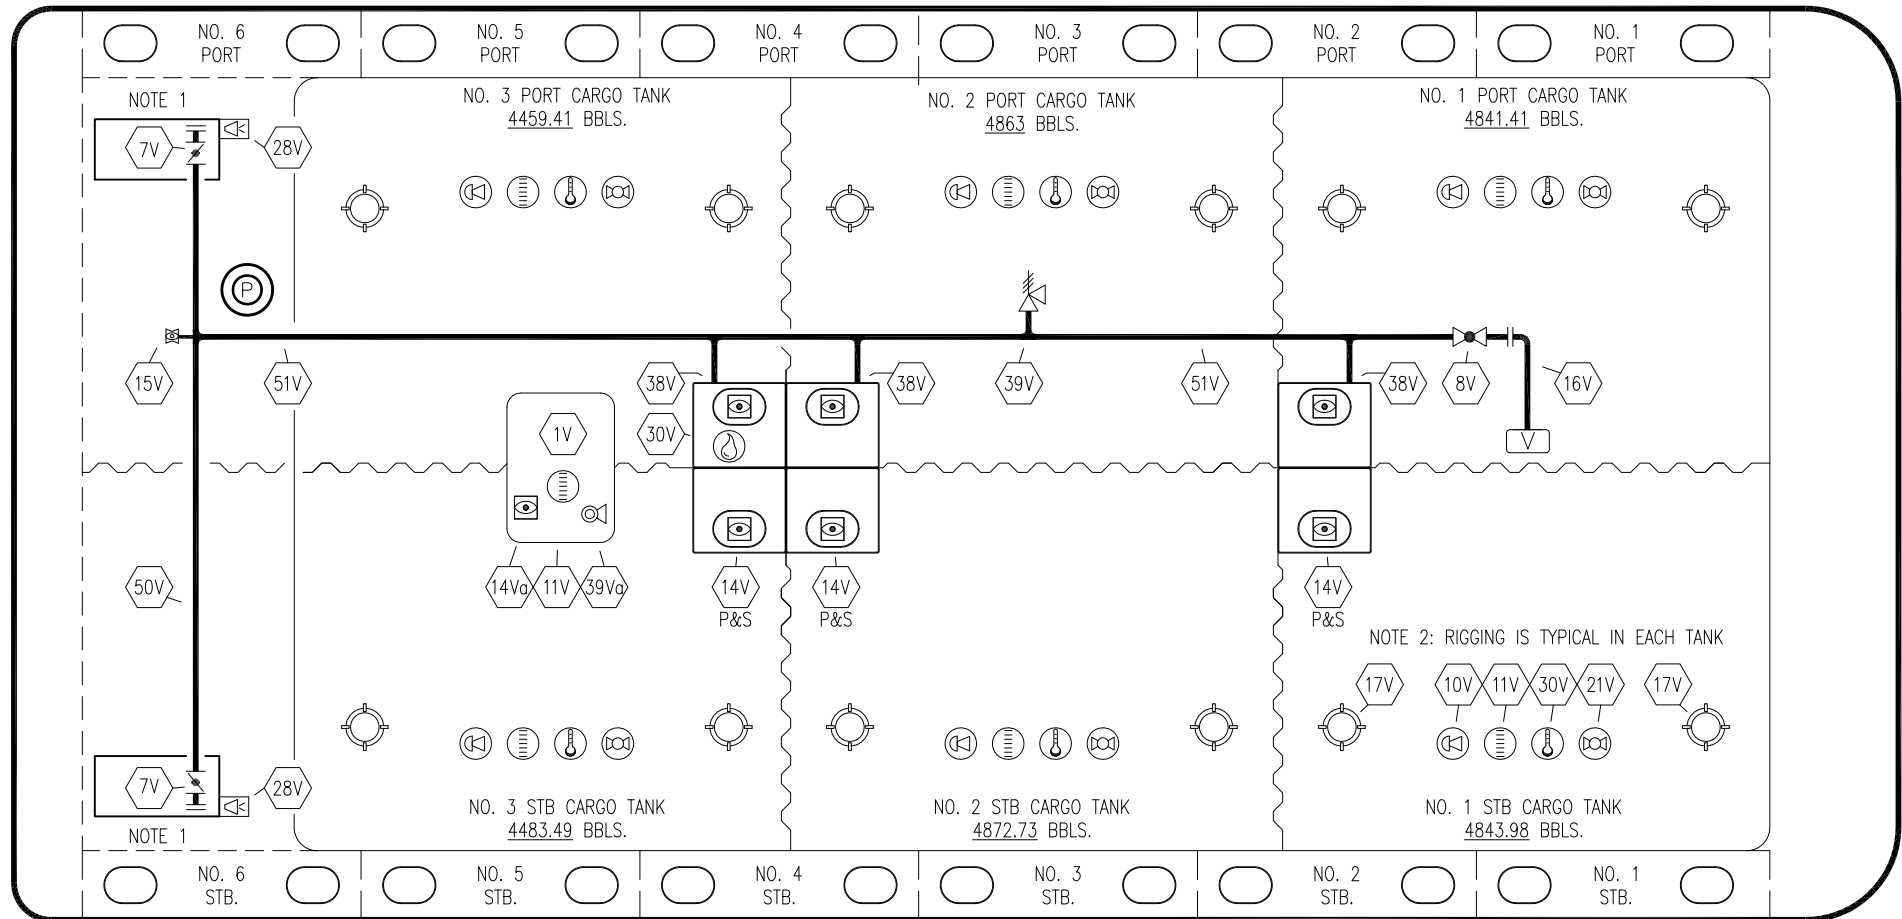 NO. 6
PORT
NO. 5
PORT
NO. 4
PORT
NO. 3
PORT
NO. 2
PORT
NO. 1
PORT
NOTE 1
NO. 3 PORT CARGO TANK
4459.41 BBLS.
NO. 2 PORT CARGO TANK
4863 BBLS.
NO. 1 PORT CARGO TANK
4841.41 BBLS.
7V
28V
P
15V
51V
38V
38V
39V
51V
38V
8V
16V
1V
30V
V
14Va
11V
39Va
50V
14V
P&S
14V
P&S
14V
P&S
NOTE 2: RIGGING IS TYPICAL IN EACH TANK
17V
10V
11V
30V
21V
17V
7V
28V
NOTE 1
NO. 3 STB CARGO TANK
4483.49 BBLS.
NO. 2 STB CARGO TANK
4872.73 BBLS.
NO. 1 STB CARGO TANK
4843.98 BBLS.
NO. 6
STB.
NO. 5
STB.
NO. 4
STB.
NO. 3
STB.
NO. 2
STB.
NO. 1
STB.